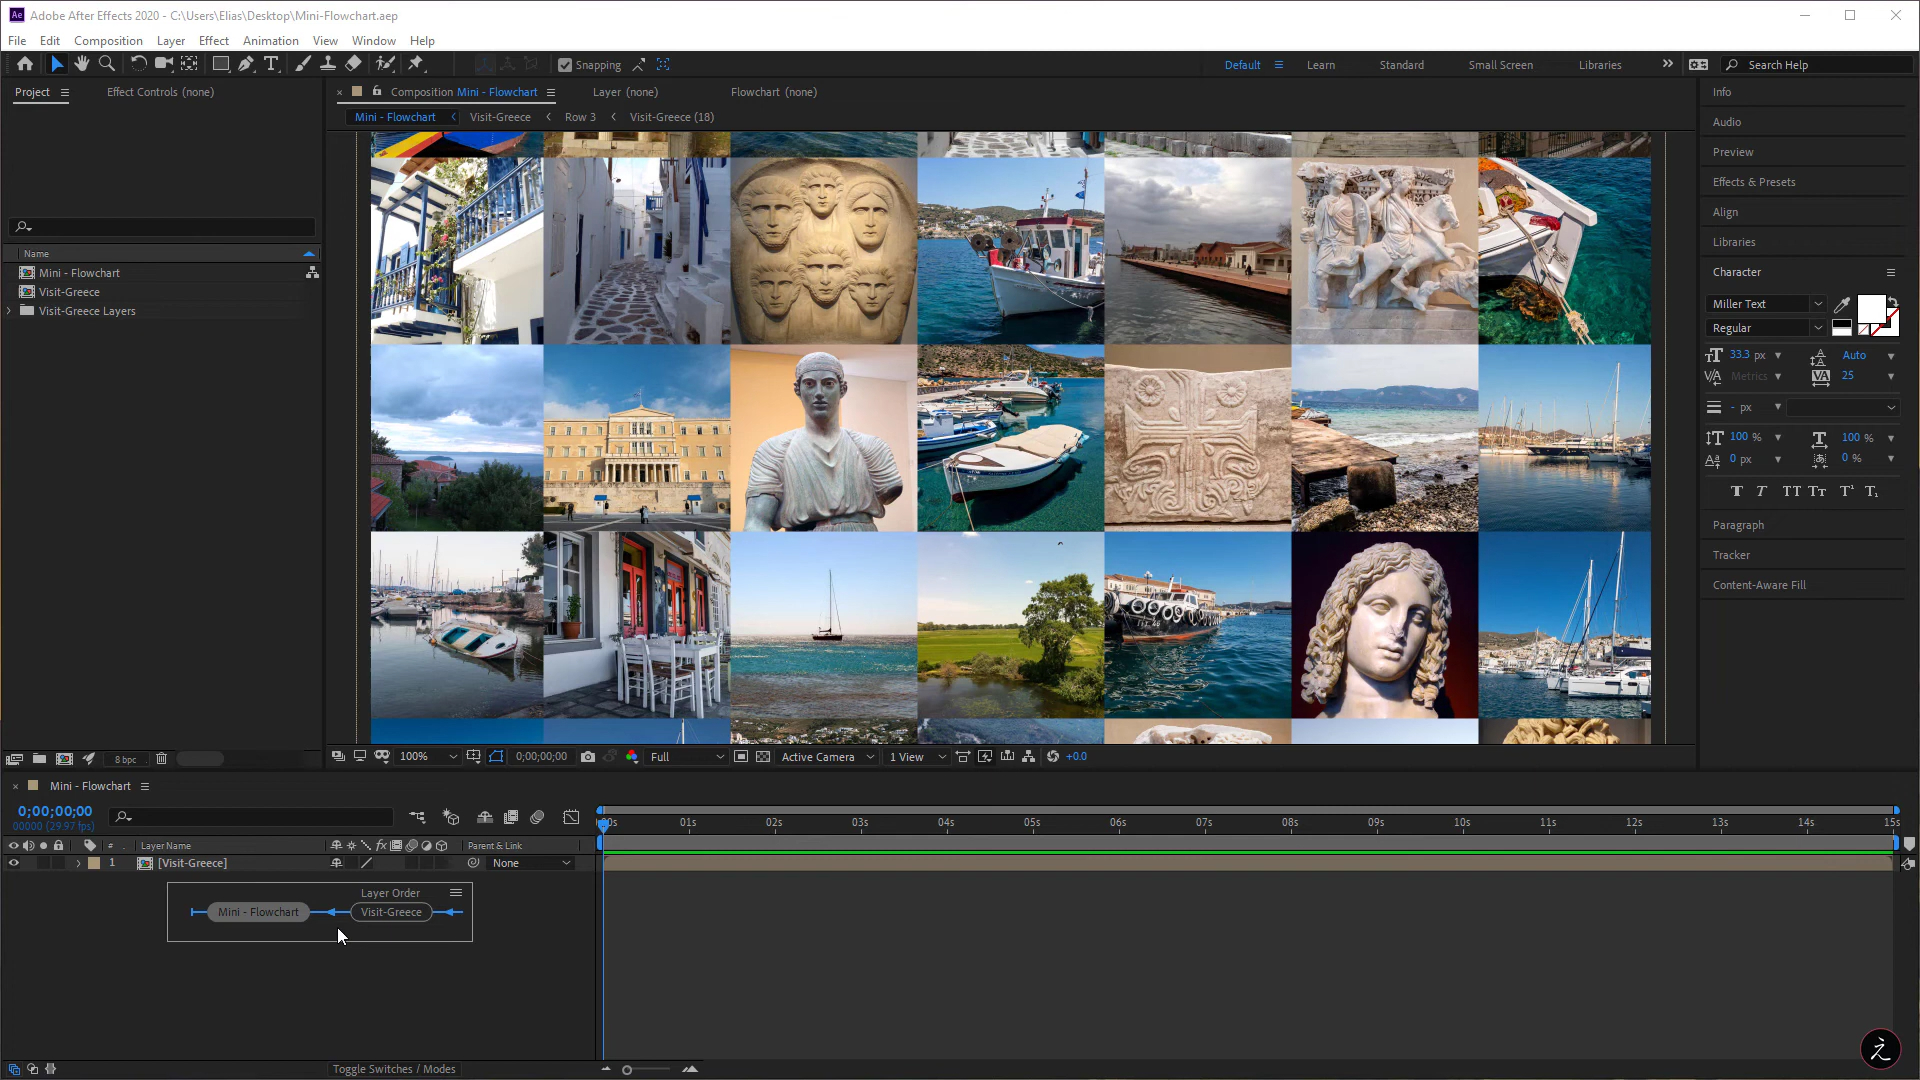 Ae Adobe After Effects 2020 - C:\Users\Elias\Desktop\Mini-Flowchart.aep
File Edit Composition Layer Effect Animation View Window Help
Snapping Default Learn Standard Small Screen Libraries Search Help
Project Effect Controls (none) × Composition Mini - Flowchart Layer (none) Flowchart (none) Info
Mini - Flowchart Visit-Greece Row 3 Visit-Greece (18)
Audio
Preview
Effects & Presets
Align
Libraries
Name
Mini - Flowchart
Visit-Greece
Visit-Greece Layers
Character
Miller Text
Regular
33.3 px Auto
Metrics 25
- px
100 % 100 %
0 px 0 %
T T TT Tt T¹ T₁
Paragraph
Tracker
Content-Aware Fill
8 bpc 100% 0;00;00;00 Full Active Camera 1 View +0.0
× Mini - Flowchart
0;00;00;00
00000 (29.97 fps)
01s 02s 03s 04s 05s 06s 07s 08s 09s 10s 11s 12s 13s 14s 15s
# . Layer Name fx Parent & Link
1 [Visit-Greece] None
Layer Order
Mini - Flowchart Visit-Greece
Toggle Switches / Modes